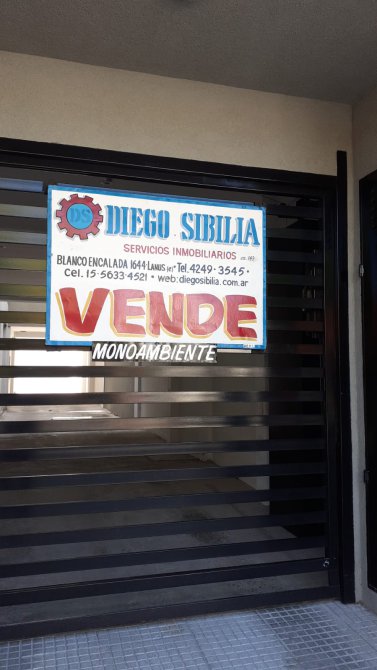 DS
DIEGO SIBILIA
SERVICIOS INMOBILIARIOS
BLANCO ENCALADA 1644-LANUS (E) Tel. 4249·3545·
Cel. 15·5633·4521 • web: diegosibilia.com.ar
VENDE
MONOAMBIENTE